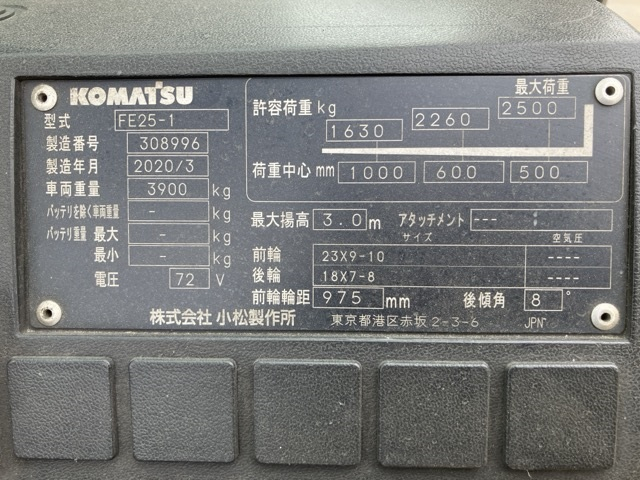 KOMATSU
型式 FE25-1
製造番号 308996
製造年月 2020/3
車両重量 3900 kg
バッテリを除く車両重量 - kg
バッテリ重量 最大 - kg
最小 - kg
電圧 72 V
株式会社 小松製作所
最大荷重
許容荷重 kg 1630 2260 2500
荷重中心 mm 1000 600 500
最大揚高 3.0 m アタッチメント ---
サイズ 空気圧
前輪 23X9-10 ----
後輪 18X7-8 ----
前輪輪距 975 mm 後傾角 8°
東京都港区赤坂2-3-6 JPN